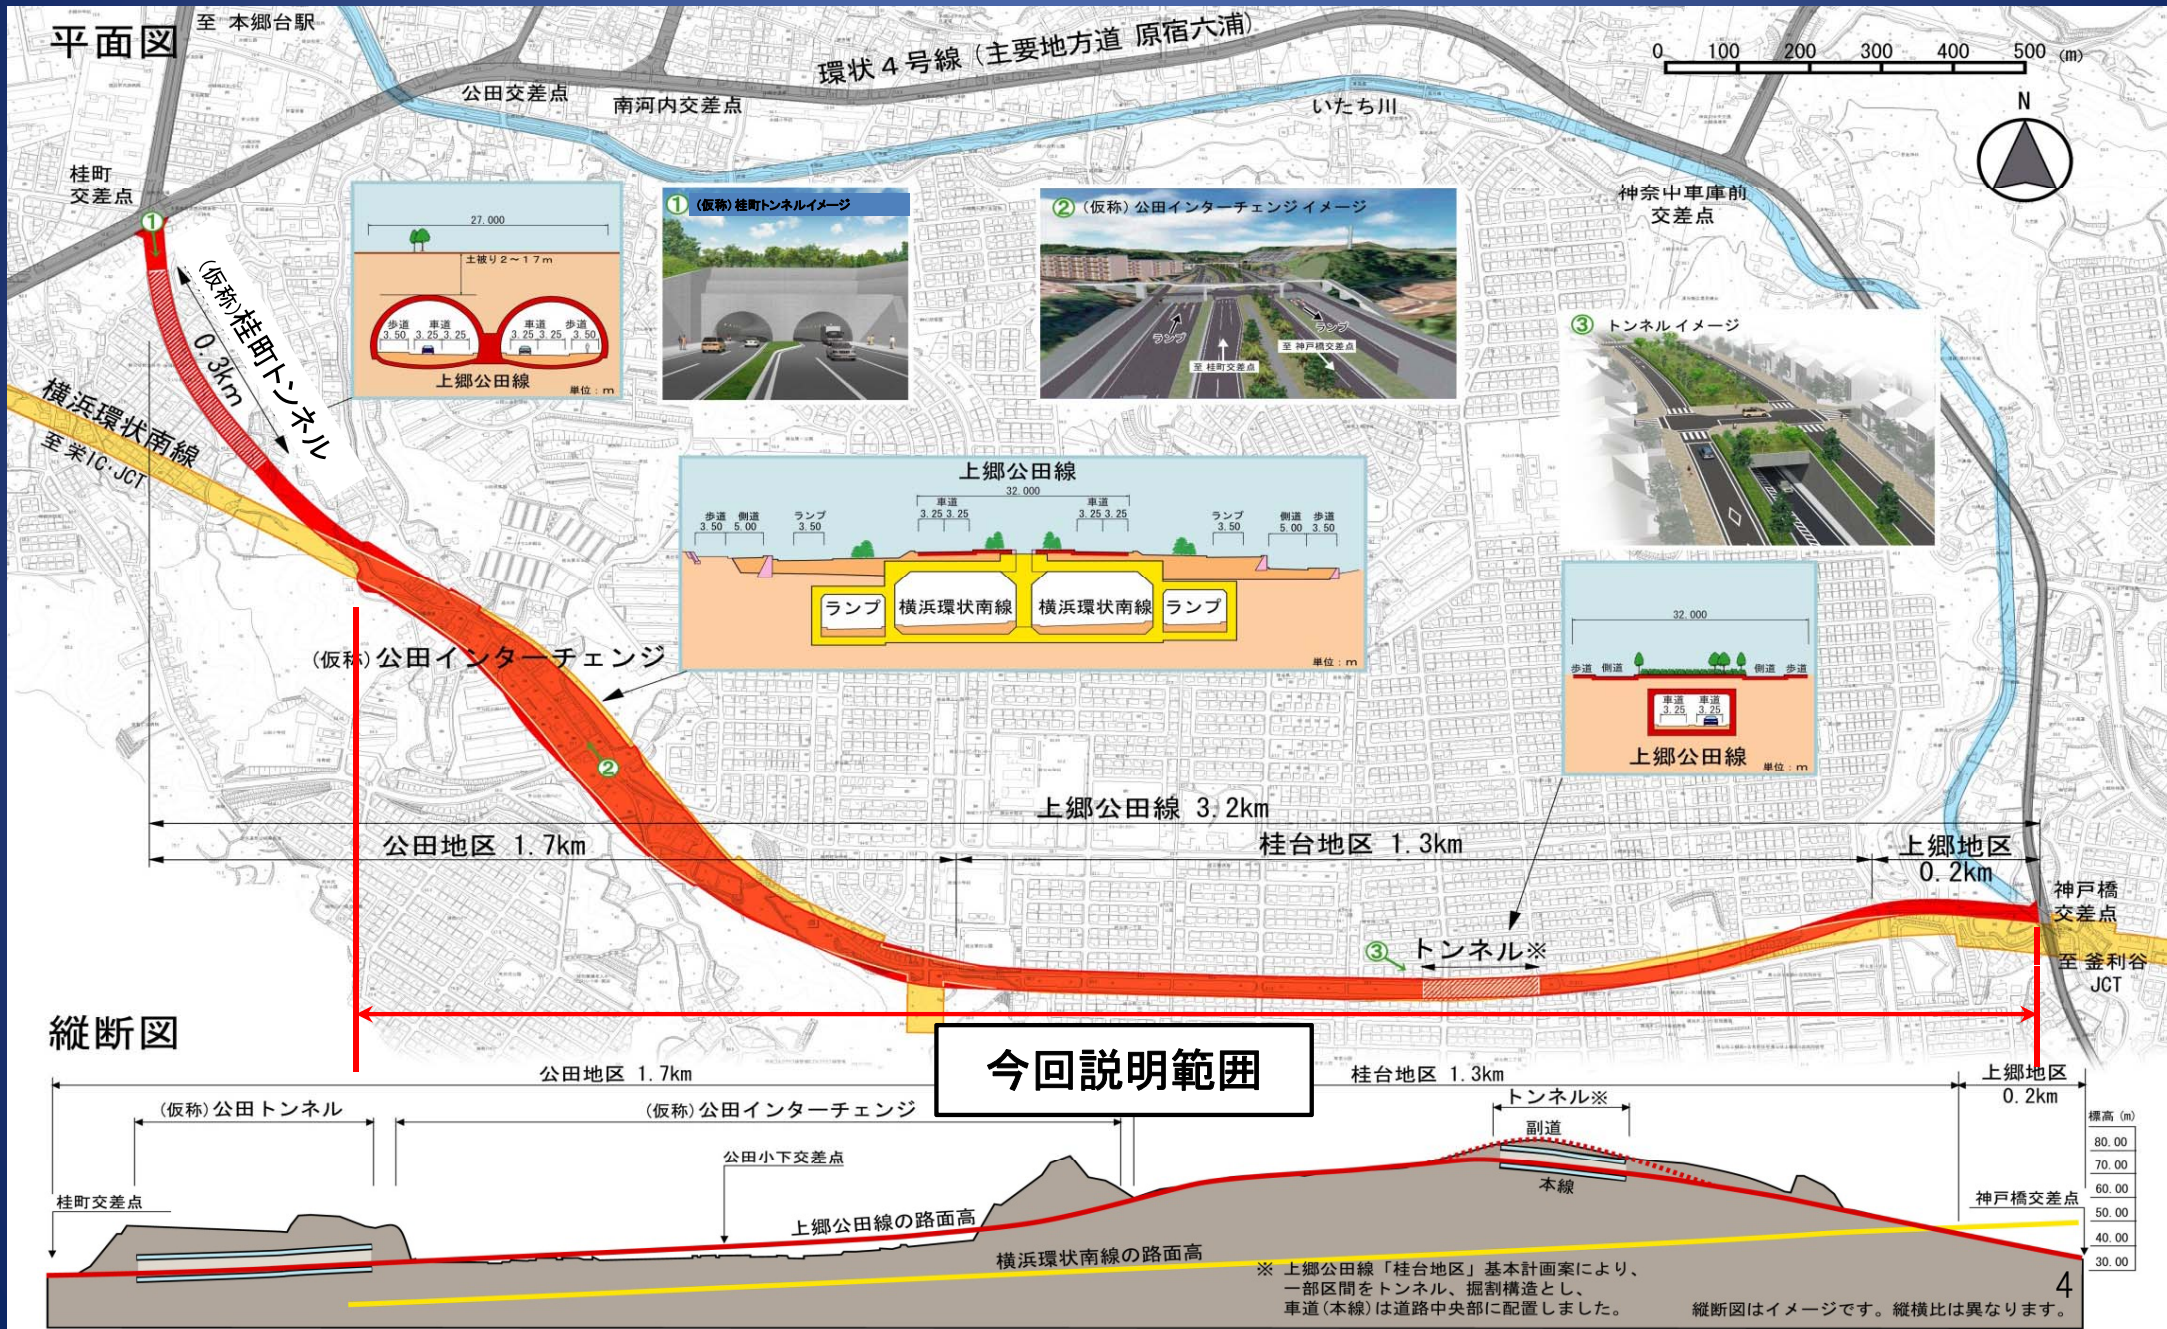 平面図
至 本郷台駅
環状4号線(主要地方道 原宿六浦)
公田交差点
南河内交差点
いたち川
0 100 200 300 400 500 (m)
N
桂町
交差点
①
神奈中車庫前
交差点
27.000
土被り2~17m
歩道 車道 車道 歩道
3.50 3.25 3.25 3.25 3.25 3.50
上郷公田線
単位:m
① (仮称)桂町トンネルイメージ
② (仮称)公田インターチェンジ イメージ
ランプ
ランプ
至 神戸橋交差点
至 桂町交差点
③ トンネル イメージ
(仮称)桂町トンネル
0.3km
横浜環状南線
至 栄IC・JCT
上郷公田線
32.000
車道 車道
3.25 3.25 3.25 3.25
歩道 側道 ランプ ランプ 側道 歩道
3.50 5.00 3.50 3.50 5.00 3.50
ランプ 横浜環状南線 横浜環状南線 ランプ
単位:m
32.000
歩道 側道 側道 歩道
車道 車道
3.25 3.25
上郷公田線
単位:m
(仮称)公田インターチェンジ
②
上郷公田線 3.2km
公田地区 1.7km
桂台地区 1.3km
上郷地区
0.2km
神戸橋
交差点
③
トンネル※
至 釜利谷
JCT
縦断図
今回説明範囲
公田地区 1.7km
桂台地区 1.3km
上郷地区
0.2km
(仮称)公田トンネル
(仮称)公田インターチェンジ
トンネル※
副道
本線
標高(m)
80.00
70.00
60.00
50.00
40.00
30.00
公田小下交差点
桂町交差点
神戸橋交差点
上郷公田線の路面高
横浜環状南線の路面高
※ 上郷公田線「桂台地区」基本計画案により、
一部区間をトンネル、掘割構造とし、
車道(本線)は道路中央部に配置しました。
4
縦断図はイメージです。縦横比は異なります。